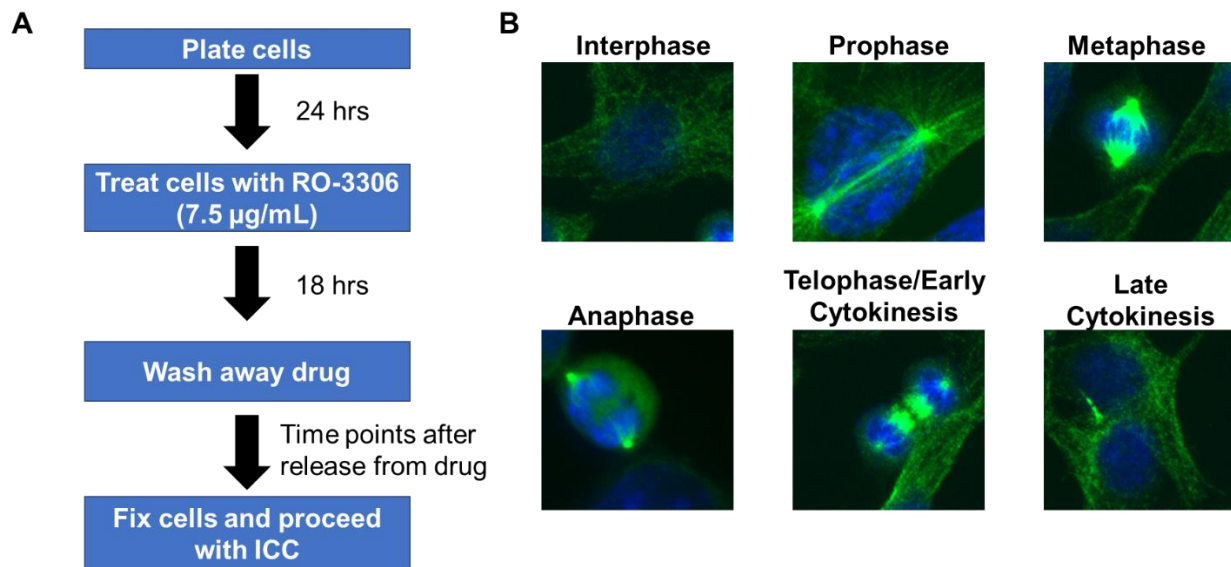 A
Plate cells
24 hrs
Treat cells with RO-3306
(7.5 µg/mL)
18 hrs
Wash away drug
Time points after
release from drug
Fix cells and proceed
with ICC
B
Interphase
Prophase
Metaphase
Anaphase
Telophase/Early
Cytokinesis
Late
Cytokinesis